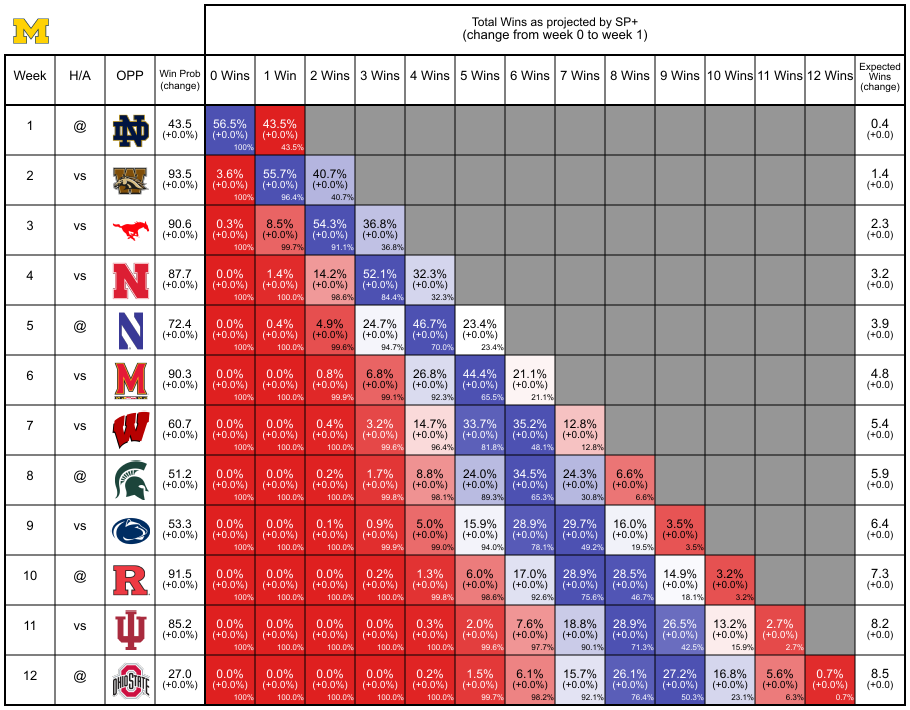 M
Total Wins as projected by SP+
(change from week 0 to week 1)
Week H/A OPP Win Prob (change) 0 Wins 1 Win 2 Wins 3 Wins 4 Wins 5 Wins 6 Wins 7 Wins 8 Wins 9 Wins 10 Wins 11 Wins 12 Wins Expected Wins (change)
1 @ ND 43.5 56.5% 43.5% 0.4
(+0.0%) (+0.0%) (+0.0%) (+0.0)
100% 43.5%
2 vs W 93.5 3.6% 55.7% 40.7% 1.4
(+0.0%) (+0.0%) (+0.0%) (+0.0%) (+0.0)
100% 96.4% 40.7%
3 vs 90.6 0.3% 8.5% 54.3% 36.8% 2.3
(+0.0%) (+0.0%) (+0.0%) (+0.0%) (+0.0%) (+0.0)
100% 99.7% 91.1% 36.8%
4 vs N 87.7 0.0% 1.4% 14.2% 52.1% 32.3% 3.2
(+0.0%) (+0.0%) (+0.0%) (+0.0%) (+0.0%) (+0.0%) (+0.0)
100% 100.0% 98.6% 84.4% 32.3%
5 @ N 72.4 0.0% 0.4% 4.9% 24.7% 46.7% 23.4% 3.9
(+0.0%) (+0.0%) (+0.0%) (+0.0%) (+0.0%) (+0.0%) (+0.0%) (+0.0)
100% 100.0% 99.6% 94.7% 70.0% 23.4%
6 vs M 90.3 0.0% 0.0% 0.8% 6.8% 26.8% 44.4% 21.1% 4.8
(+0.0%) (+0.0%) (+0.0%) (+0.0%) (+0.0%) (+0.0%) (+0.0%) (+0.0%) (+0.0)
100% 100.0% 99.9% 99.1% 92.3% 65.5% 21.1%
7 vs W 60.7 0.0% 0.0% 0.4% 3.2% 14.7% 33.7% 35.2% 12.8% 5.4
(+0.0%) (+0.0%) (+0.0%) (+0.0%) (+0.0%) (+0.0%) (+0.0%) (+0.0%) (+0.0%) (+0.0)
100% 100.0% 100.0% 99.6% 96.4% 81.8% 48.1% 12.8%
8 @ 51.2 0.0% 0.0% 0.2% 1.7% 8.8% 24.0% 34.5% 24.3% 6.6% 5.9
(+0.0%) (+0.0%) (+0.0%) (+0.0%) (+0.0%) (+0.0%) (+0.0%) (+0.0%) (+0.0%) (+0.0%) (+0.0)
100% 100.0% 100.0% 99.8% 98.1% 89.3% 65.3% 30.8% 6.6%
9 vs 53.3 0.0% 0.0% 0.1% 0.9% 5.0% 15.9% 28.9% 29.7% 16.0% 3.5% 6.4
(+0.0%) (+0.0%) (+0.0%) (+0.0%) (+0.0%) (+0.0%) (+0.0%) (+0.0%) (+0.0%) (+0.0%) (+0.0%) (+0.0)
100% 100.0% 100.0% 99.9% 99.0% 94.0% 78.1% 49.2% 19.5% 3.5%
10 @ R 91.5 0.0% 0.0% 0.0% 0.2% 1.3% 6.0% 17.0% 28.9% 28.5% 14.9% 3.2% 7.3
(+0.0%) (+0.0%) (+0.0%) (+0.0%) (+0.0%) (+0.0%) (+0.0%) (+0.0%) (+0.0%) (+0.0%) (+0.0%) (+0.0%) (+0.0)
100% 100.0% 100.0% 100.0% 99.8% 98.6% 92.6% 75.6% 46.7% 18.1% 3.2%
11 vs IU 85.2 0.0% 0.0% 0.0% 0.3% 0.3% 2.0% 7.6% 18.8% 28.9% 26.5% 13.2% 2.7% 8.2
(+0.0%) (+0.0%) (+0.0%) (+0.0%) (+0.0%) (+0.0%) (+0.0%) (+0.0%) (+0.0%) (+0.0%) (+0.0%) (+0.0%) (+0.0%) (+0.0)
100% 100.0% 100.0% 100.0% 100.0% 99.6% 97.7% 90.1% 71.3% 42.5% 15.9% 2.7%
12 @ OHIO STATE 27.0 0.0% 0.0% 0.0% 0.0% 0.2% 1.5% 6.1% 15.7% 26.1% 27.2% 16.8% 5.6% 0.7% 8.5
(+0.0%) (+0.0%) (+0.0%) (+0.0%) (+0.0%) (+0.0%) (+0.0%) (+0.0%) (+0.0%) (+0.0%) (+0.0%) (+0.0%) (+0.0%) (+0.0%) (+0.0)
100% 100.0% 100.0% 100.0% 100.0% 99.7% 98.2% 92.1% 76.4% 50.3% 23.1% 6.3% 0.7%